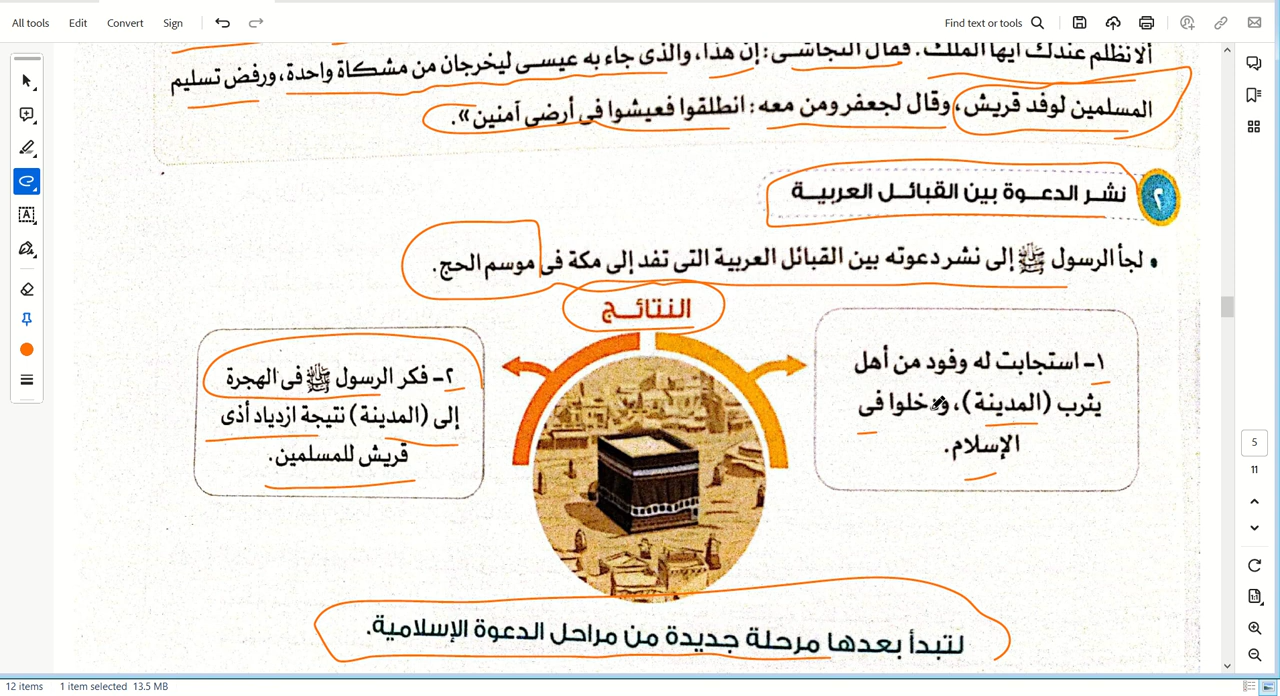 All tools Edit Convert Sign Find text or tools
ألا نظلم عندك أيها الملك. فقال النجاشى: إن هذا، والذى جاء به عيسى ليخرجان من مشكاة واحدة، ورفض تسليم
المسلمين لوفد قريش، وقال لجعفر ومن معه: انطلقوا فعيشوا فى أرضى آمنين».
٢ نشر الدعوة بين القبائل العربية
• لجأ الرسول ﷺ إلى نشر دعوته بين القبائل العربية التى تفد إلى مكة فى موسم الحج.
النتائج
١- استجابت له وفود من أهل
يثرب (المدينة)، خلوا فى
الإسلام.
٢- فكر الرسول ﷺ فى الهجرة
إلى (المدينة) نتيجة ازدياد أذى
قريش للمسلمين.
لتبدأ بعدها مرحلة جديدة من مراحل الدعوة الإسلامية.
5
11
12 items 1 item selected 13.5 MB